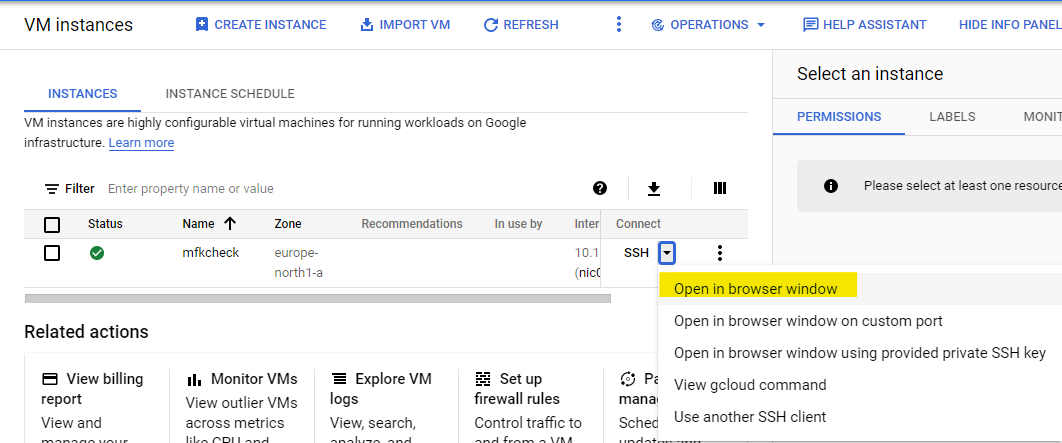 VM instances
CREATE INSTANCE
IMPORT VM
REFRESH
OPERATIONS
HELP ASSISTANT
HIDE INFO PANEL
Select an instance
INSTANCES
INSTANCE SCHEDULE
PERMISSIONS
LABELS
VM instances are highly configurable virtual machines for running workloads on Google
infrastructure. Learn more
Please select at least one resource
Filter Enter property name or value
Status Name Zone Recommendations In use by Inter Connect
mfkcheck europe- 10.1 SSH
north1-a (nic0
Open in browser window
Open in browser window on custom port
Open in browser window using provided private SSH key
View gcloud command
Use another SSH client
Related actions
View billing
report
View and
manage your
Monitor VMs
View outlier VMs
across metrics
like CPU and
Explore VM
logs
View, search,
analyze, and
Set up
firewall rules
Control traffic to
and from a VM
Pa
mana
Sched
updates and